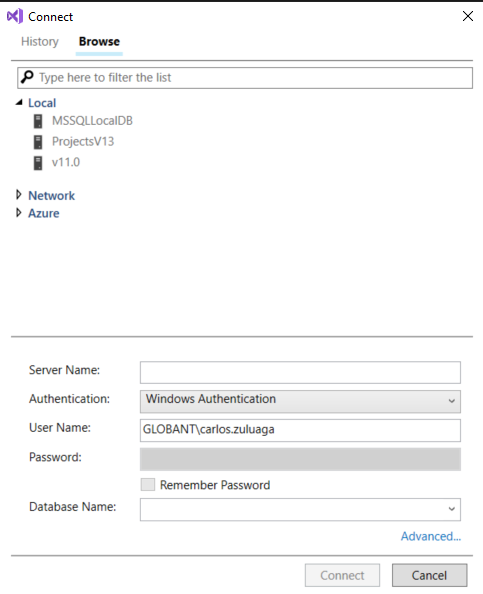 Connect
History Browse
Type here to filter the list
Local
MSSQLLocalDB
ProjectsV13
v11.0
Network
Azure
Server Name:
Authentication: Windows Authentication
User Name: GLOBANT\carlos.zuluaga
Password:
Remember Password
Database Name:
Advanced...
Connect Cancel